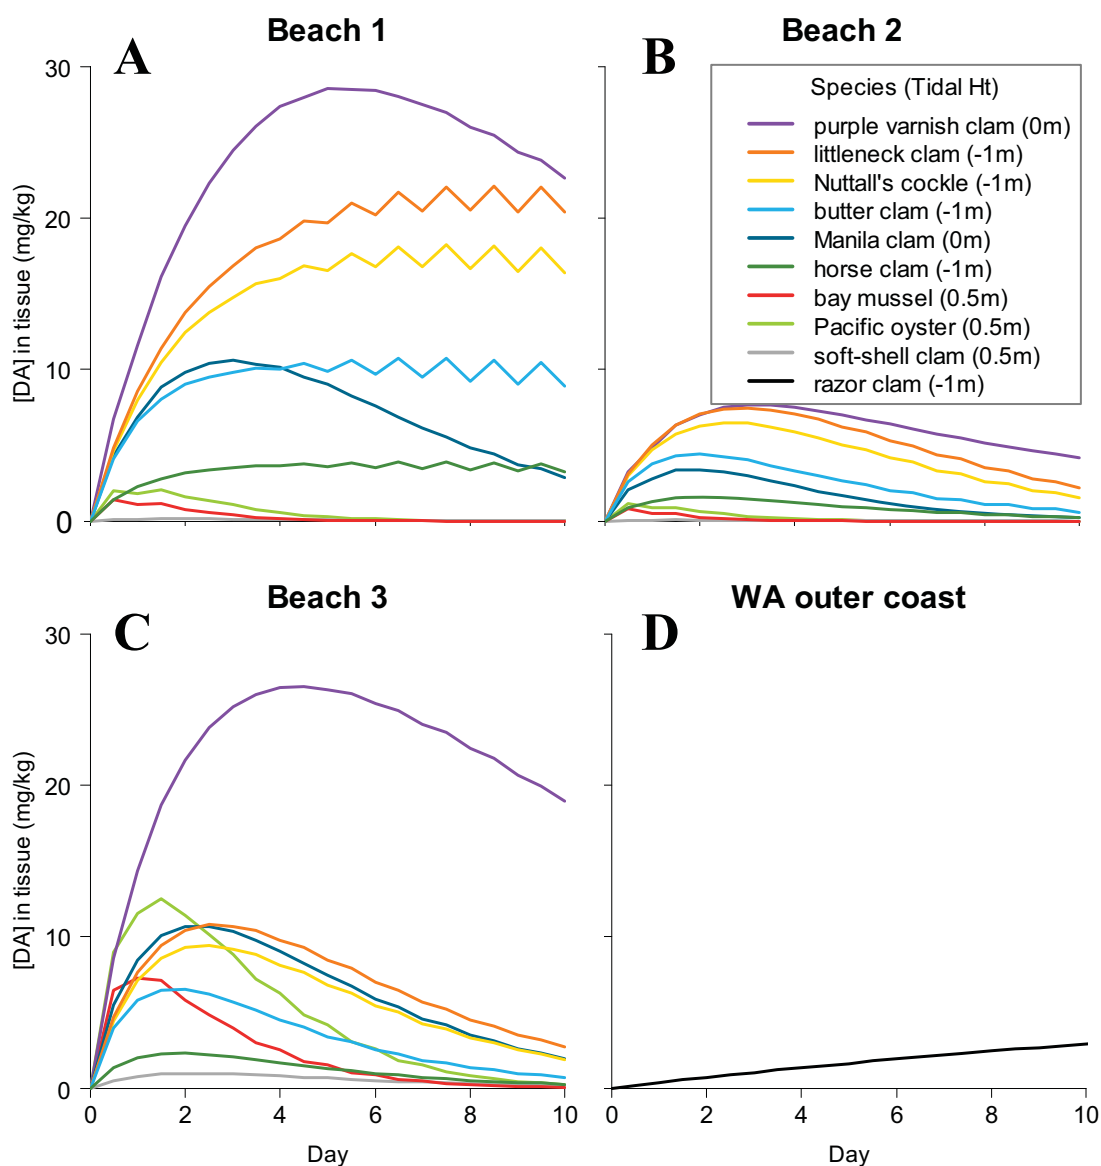 Beach 1
Beach 2
A
B
30
20
10
0
[DA] in tissue (mg/kg)
Species (Tidal Ht)
purple varnish clam (0m)
littleneck clam (-1m)
Nuttall's cockle (-1m)
butter clam (-1m)
Manila clam (0m)
horse clam (-1m)
bay mussel (0.5m)
Pacific oyster (0.5m)
soft-shell clam (0.5m)
razor clam (-1m)
Beach 3
WA outer coast
C
D
30
20
10
0
[DA] in tissue (mg/kg)
0 2 4 6 8 10
Day
0 2 4 6 8 10
Day